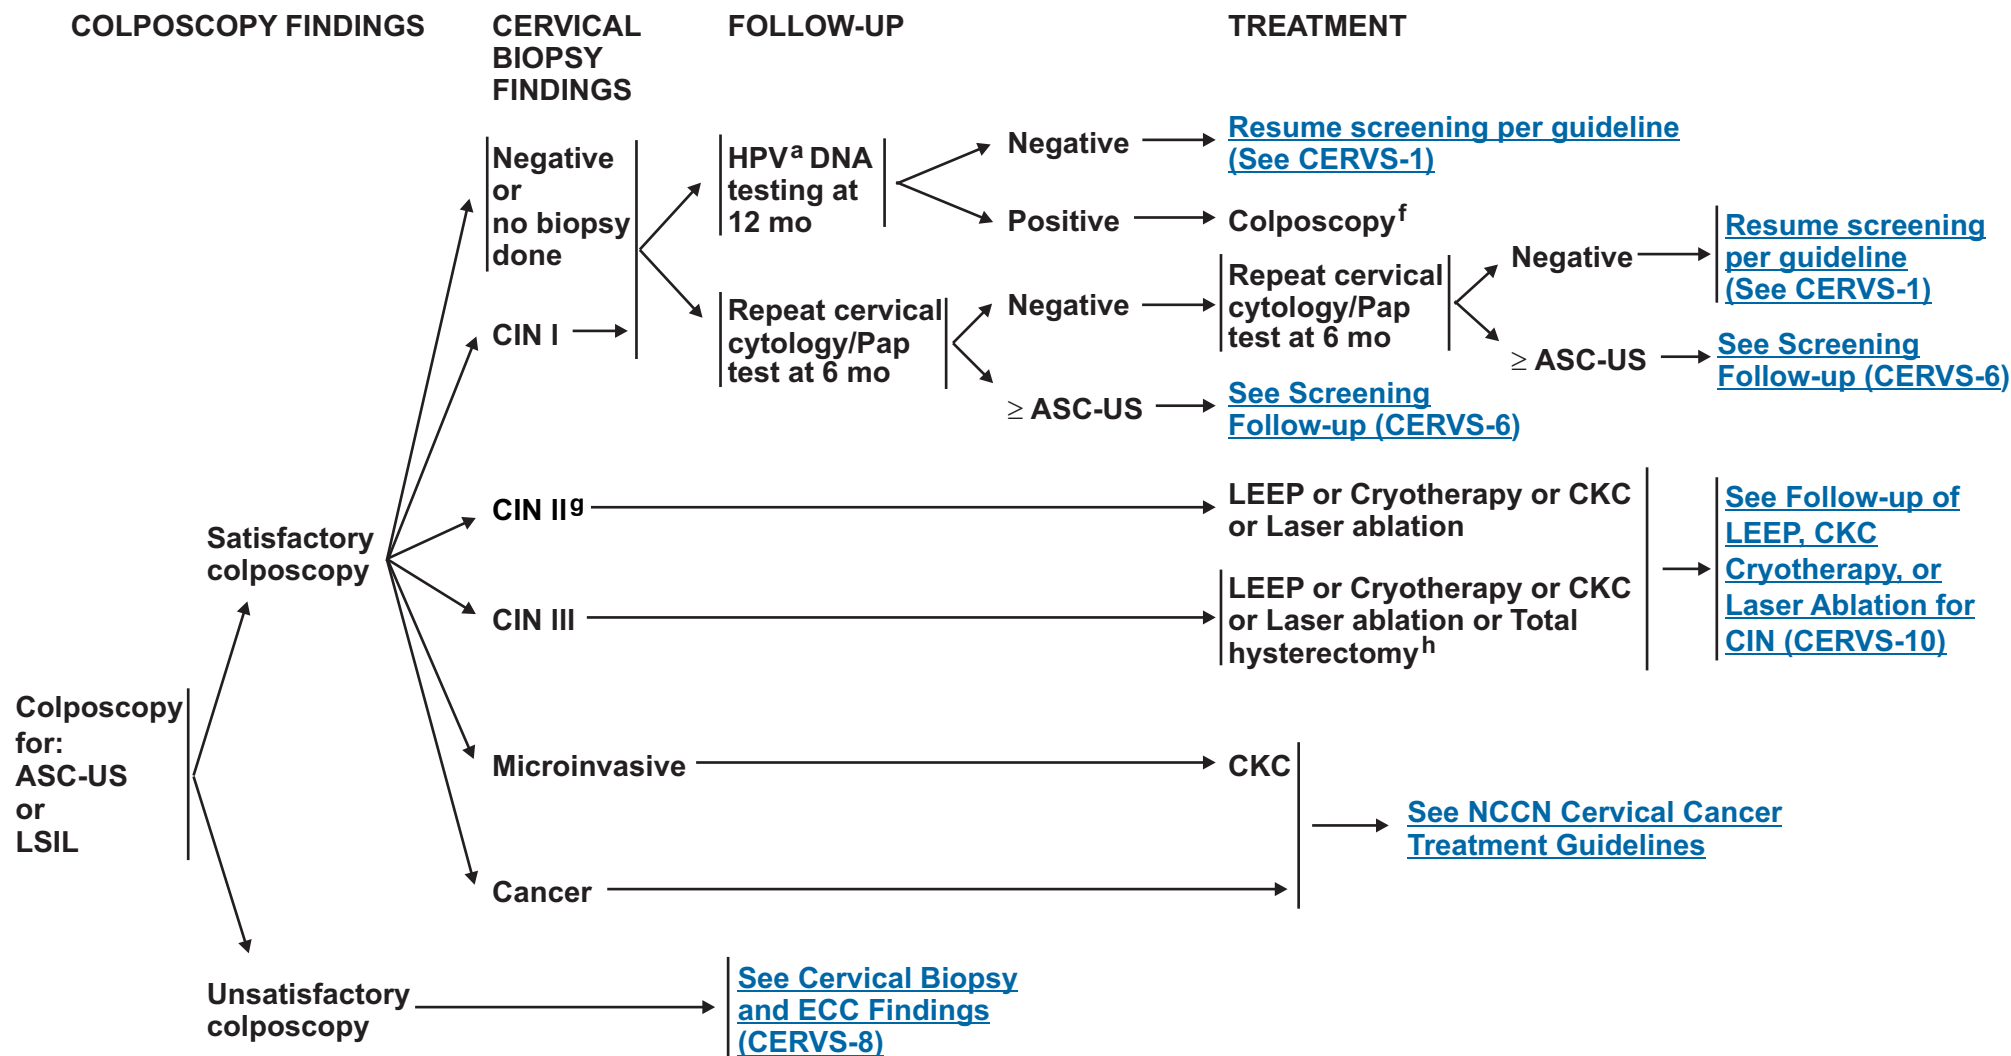 COLPOSCOPY FINDINGS
CERVICAL
BIOPSY
FINDINGS
FOLLOW-UP
TREATMENT
Negative
or
no biopsy
done
HPVa DNA
testing at
12 mo
Negative
Resume screening per guideline
(See CERVS-1)
Positive
Colposcopyf
CIN I
Repeat cervical
cytology/Pap
test at 6 mo
Negative
Repeat cervical
cytology/Pap
test at 6 mo
Negative
Resume screening
per guideline
(See CERVS-1)
≥ ASC-US
See Screening
Follow-up (CERVS-6)
≥ ASC-US
See Screening
Follow-up (CERVS-6)
Satisfactory
colposcopy
CIN IIg
LEEP or Cryotherapy or CKC
or Laser ablation
CIN III
LEEP or Cryotherapy or CKC
or Laser ablation or Total
hysterectomyh
See Follow-up of
LEEP, CKC
Cryotherapy, or
Laser Ablation for
CIN (CERVS-10)
Colposcopy
for:
ASC-US
or
LSIL
Microinvasive
CKC
See NCCN Cervical Cancer
Treatment Guidelines
Cancer
Unsatisfactory
colposcopy
See Cervical Biopsy
and ECC Findings
(CERVS-8)